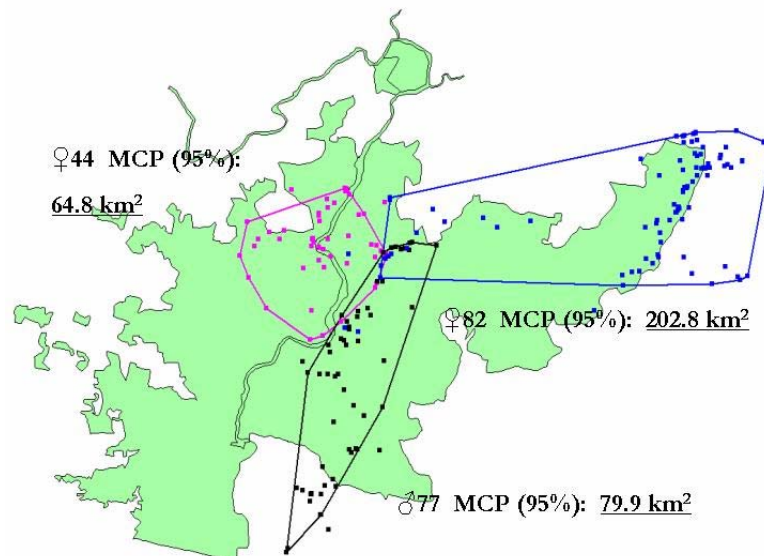 ♀44 MCP (95%):
64.8 km²
♀82 MCP (95%): 202.8 km²
♂77 MCP (95%): 79.9 km²